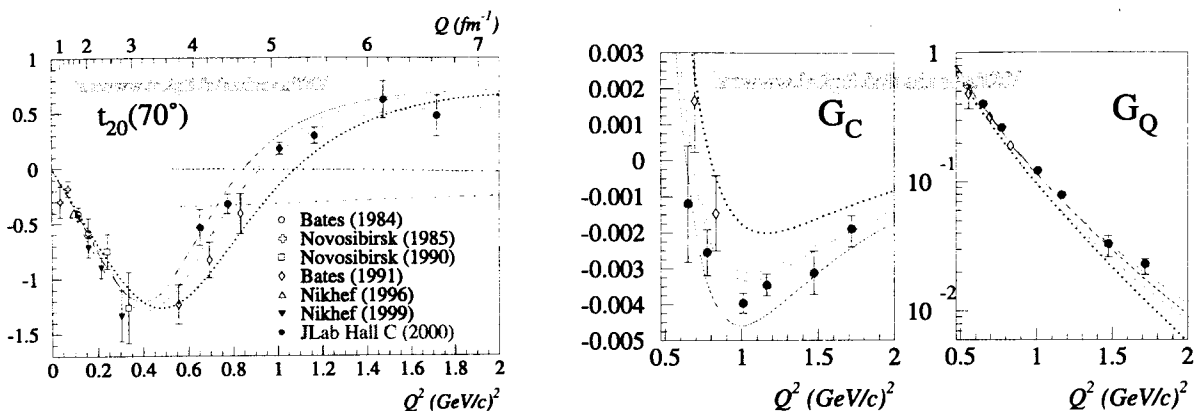 Q (fm⁻¹)
1 2 3 4 5 6 7
1
0.5
0
-0.5
-1
-1.5
t₂₀(70°)
Bates (1984)
Novosibirsk (1985)
Novosibirsk (1990)
Bates (1991)
Nikhef (1996)
Nikhef (1999)
JLab Hall C (2000)
0 0.2 0.4 0.6 0.8 1 1.2 1.4 1.6 1.8 2
Q² (GeV/c)²
0.003
0.002
0.001
0
-0.001
-0.002
-0.003
-0.004
-0.005
G_C
0.5 1 1.5 2
Q² (GeV/c)²
1
10⁻¹
10⁻²
G_Q
0.5 1 1.5 2
Q² (GeV/c)²